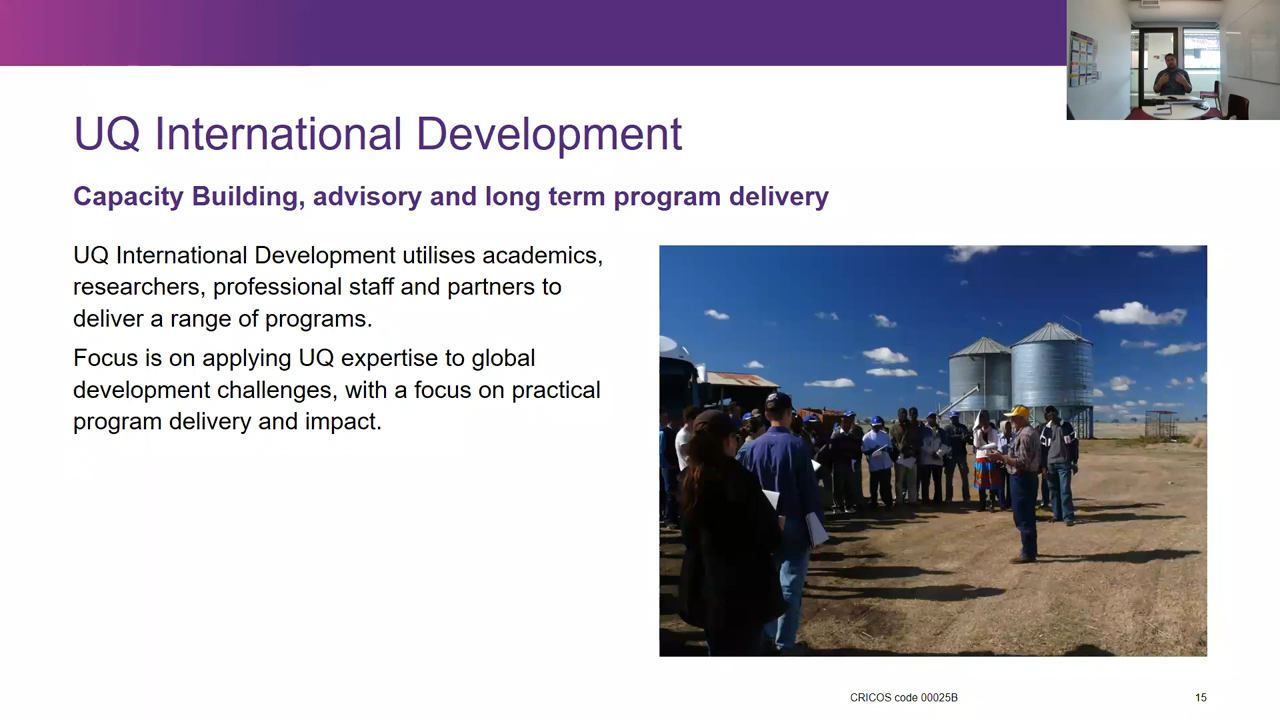 UQ International Development
Capacity Building, advisory and long term program delivery
UQ International Development utilises academics,
researchers, professional staff and partners to
deliver a range of programs.
Focus is on applying UQ expertise to global
development challenges, with a focus on practical
program delivery and impact.
CRICOS code 00025B
15